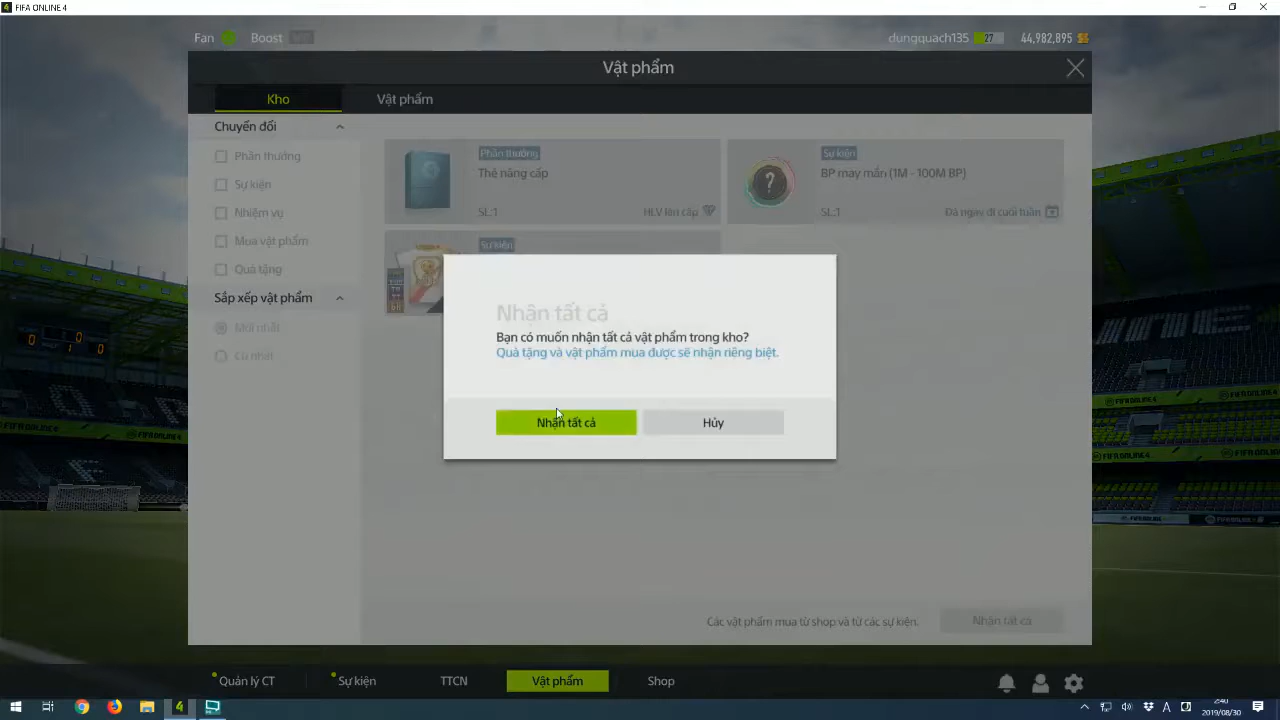 FIFA ONLINE 4
Fan
Boost
dungquach135
27
44,982,895
Vật phẩm
Kho
Vật phẩm
Chuyển đổi
Phần thưởng
Sự kiện
Nhiệm vụ
Mua vật phẩm
Quà tặng
Sắp xếp vật phẩm
Mới nhất
Cũ nhất
Phần thưởng
Thẻ nâng cấp
SL:1
HLV lên cấp
Sự kiện
BP may mắn (1M - 100M BP)
SL:1
Đá ngay đi cuối tuần
Sự kiện
Nhận tất cả
Bạn có muốn nhận tất cả vật phẩm trong kho?
Quà tặng và vật phẩm mua được sẽ nhận riêng biệt.
Nhận tất cả
Hủy
Các vật phẩm mua từ shop và từ các sự kiện.
Nhận tất cả
Quản lý CT
Sự kiện
TTCN
Vật phẩm
Shop
2:40
2019/08/30